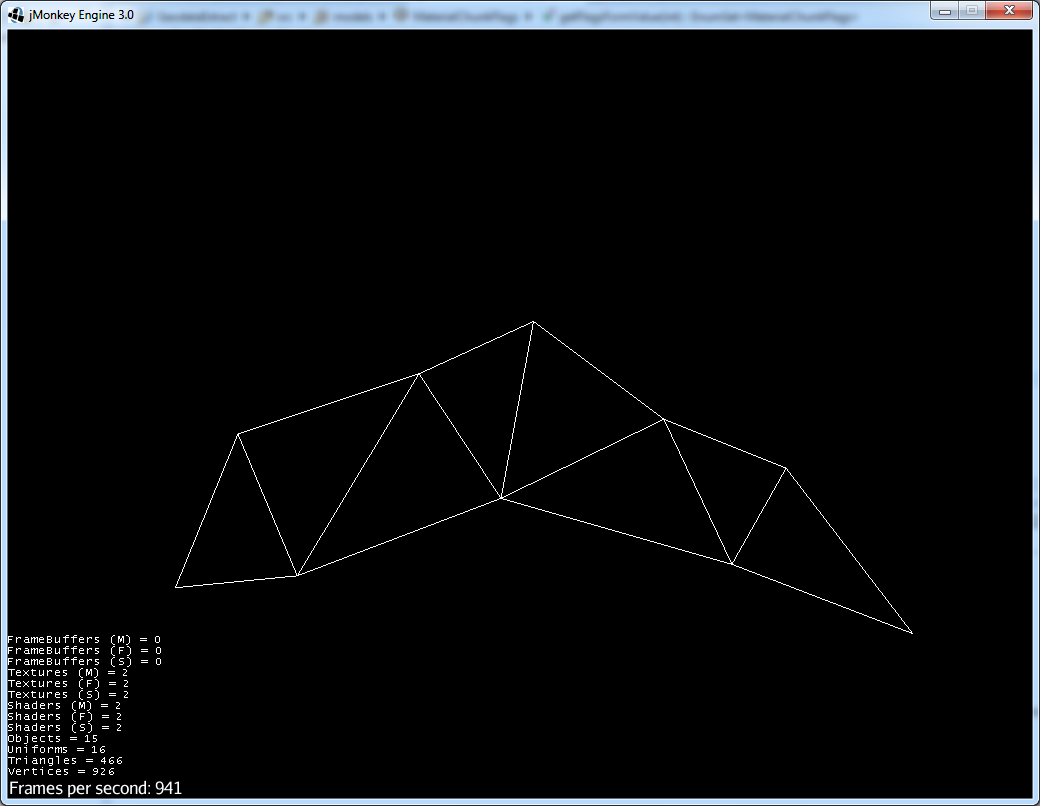 jMonkey Engine 3.0
FrameBuffers (M) = 0
FrameBuffers (F) = 0
FrameBuffers (S) = 0
Textures (M) = 2
Textures (F) = 2
Textures (S) = 2
Shaders (M) = 2
Shaders (F) = 2
Shaders (S) = 2
Objects = 15
Uniforms = 16
Triangles = 466
Vertices = 926
Frames per second: 941